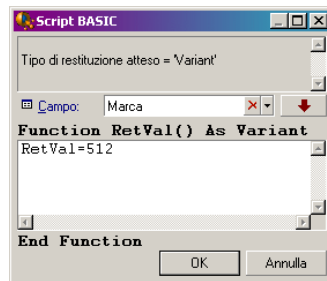 Script BASIC
Tipo di restituzione atteso = 'Variant'
Campo: Marca
Function RetVal() As Variant
RetVal=512
End Function
OK Annulla